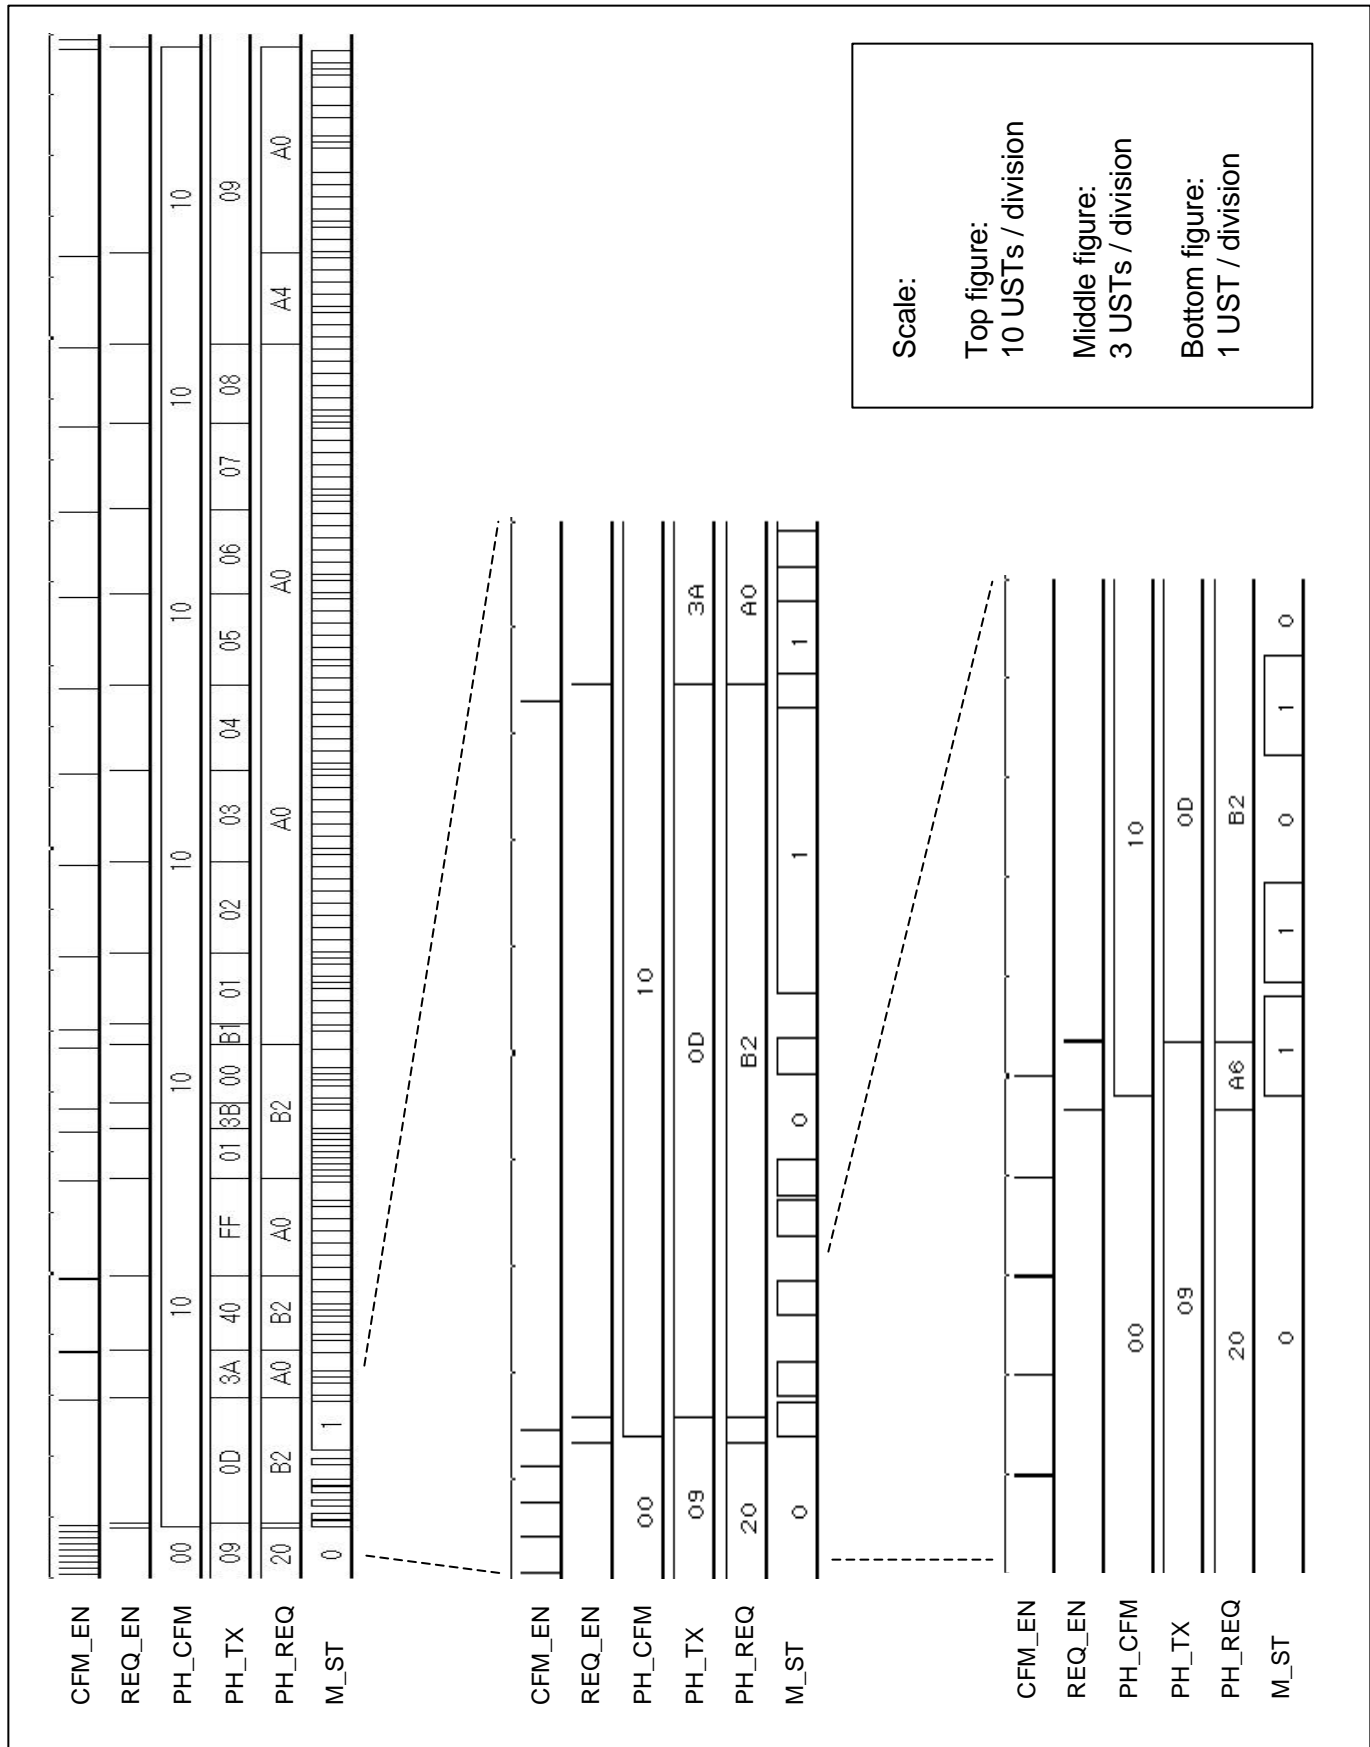 CFM_EN
REQ_EN
PH_CFM 00 10 10 10 10 10 10
PH_TX 09 0D 3A 40 FF 01 3B 00 B1 01 02 03 04 05 06 07 08 09
PH_REQ 20 B2 A0 B2 A0 B2 A0 A0 A4 A0
M_ST 0 1
CFM_EN
REQ_EN
PH_CFM 00 10
PH_TX 09 0D 3A
PH_REQ 20 B2 A0
M_ST 0 0 1 1
Scale:
Top figure:
10 USTs / division
Middle figure:
3 USTs / division
Bottom figure:
1 UST / division
CFM_EN
REQ_EN
PH_CFM 00 10
PH_TX 09 0D
PH_REQ 20 A6 B2
M_ST 0 1 1 0 1 0